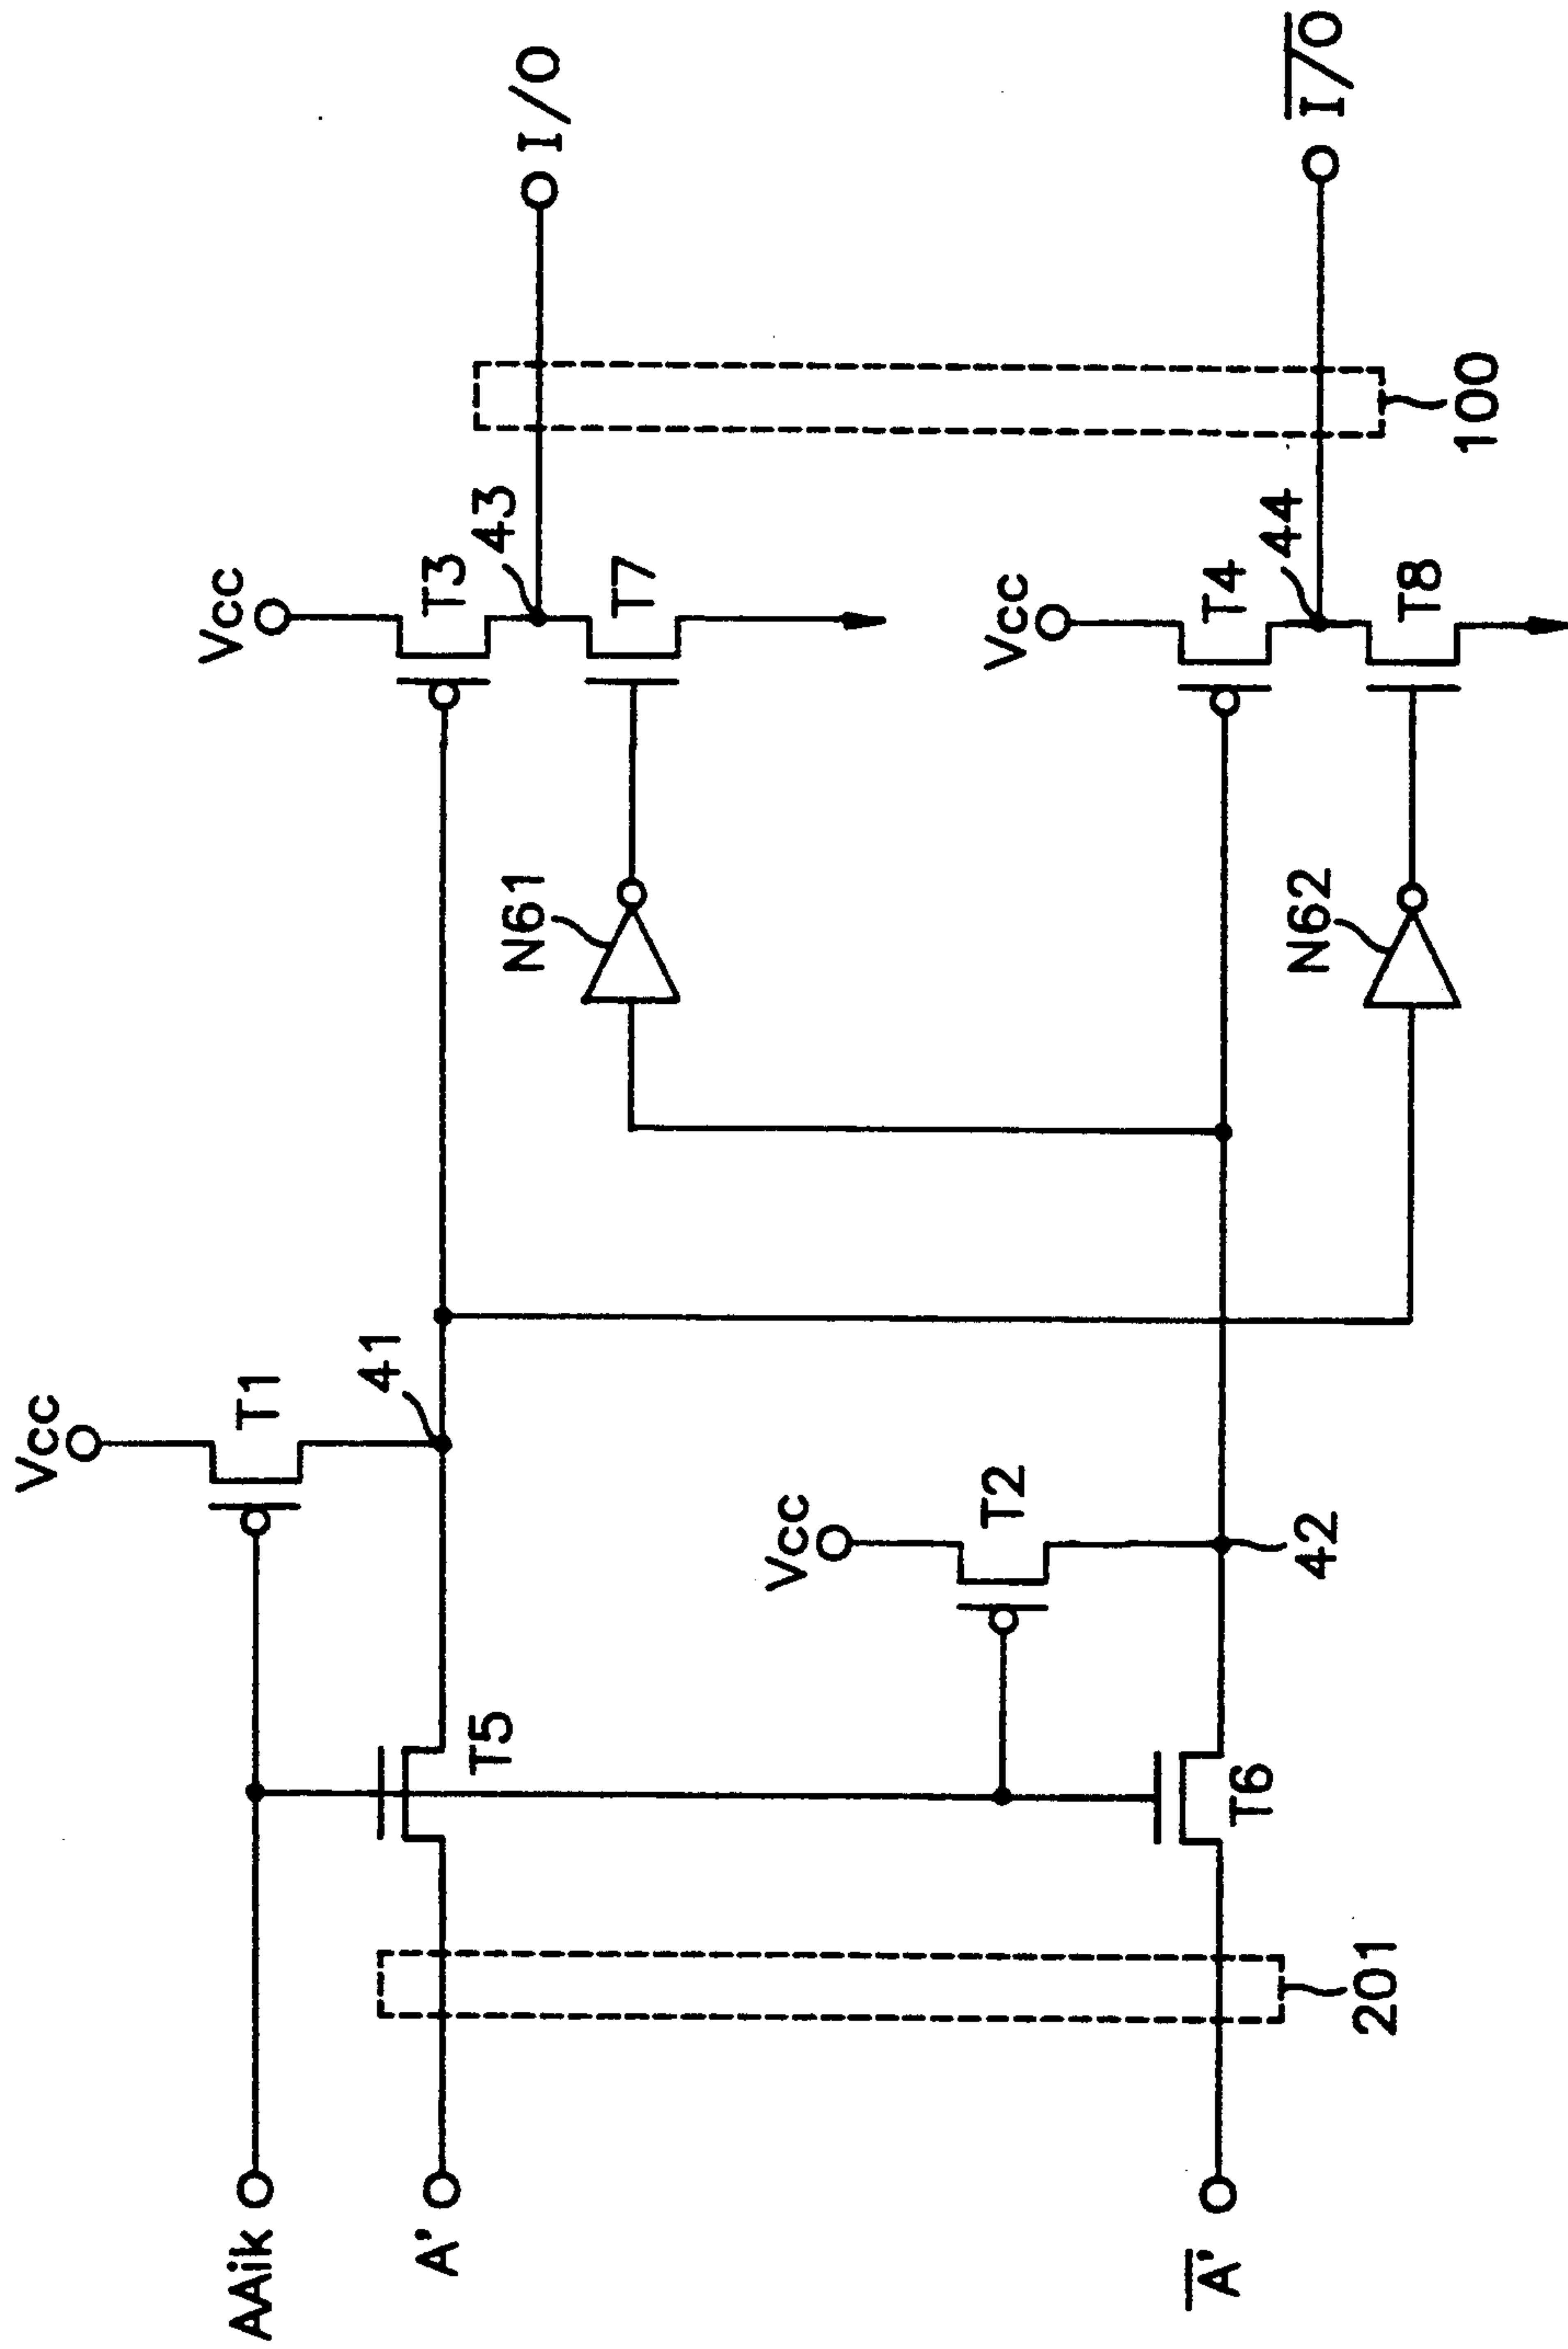 AAik
A'
A̅'̅
201
T5
T6
Vcc
T1
41
Vcc
T2
42
N61
N62
Vcc
T3
43
T7
Vcc
T4
44
T8
100
I/O
I̅/̅O̅